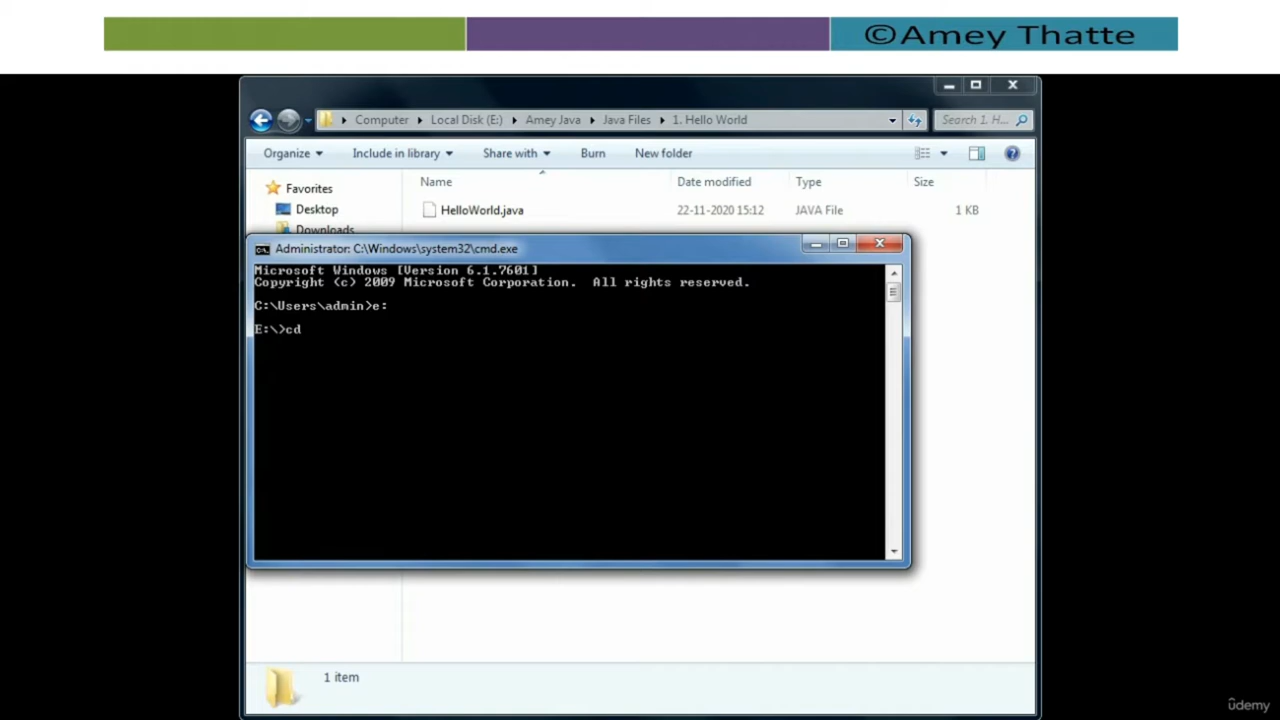 ©Amey Thatte
Computer Local Disk (E:) Amey Java Java Files 1. Hello World Search 1. H...
Organize Include in library Share with Burn New folder
Favorites
Desktop
Downloads
Name Date modified Type Size
HelloWorld.java 22-11-2020 15:12 JAVA File 1 KB
Administrator: C:\Windows\system32\cmd.exe
Microsoft Windows [Version 6.1.7601]
Copyright (c) 2009 Microsoft Corporation. All rights reserved.
C:\Users\admin>e:
E:\>cd
1 item
ûdemy